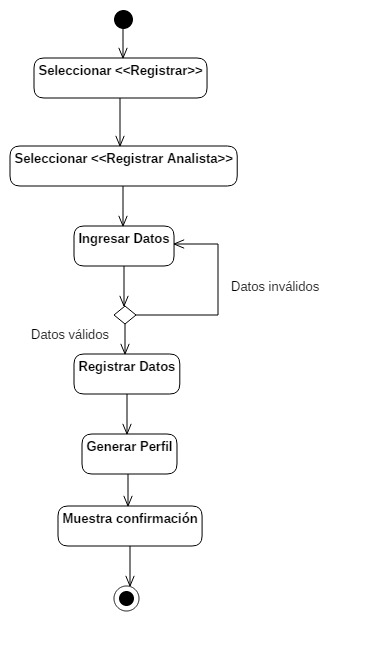 Seleccionar <<Registrar>>
Seleccionar <<Registrar Analista>>
Ingresar Datos
Datos inválidos
Datos válidos
Registrar Datos
Generar Perfil
Muestra confirmación